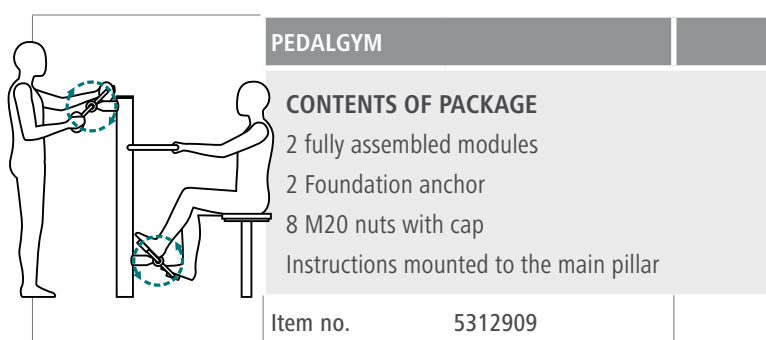 PEDALGYM
CONTENTS OF PACKAGE
2 fully assembled modules
2 Foundation anchor
8 M20 nuts with cap
Instructions mounted to the main pillar
Item no. 5312909